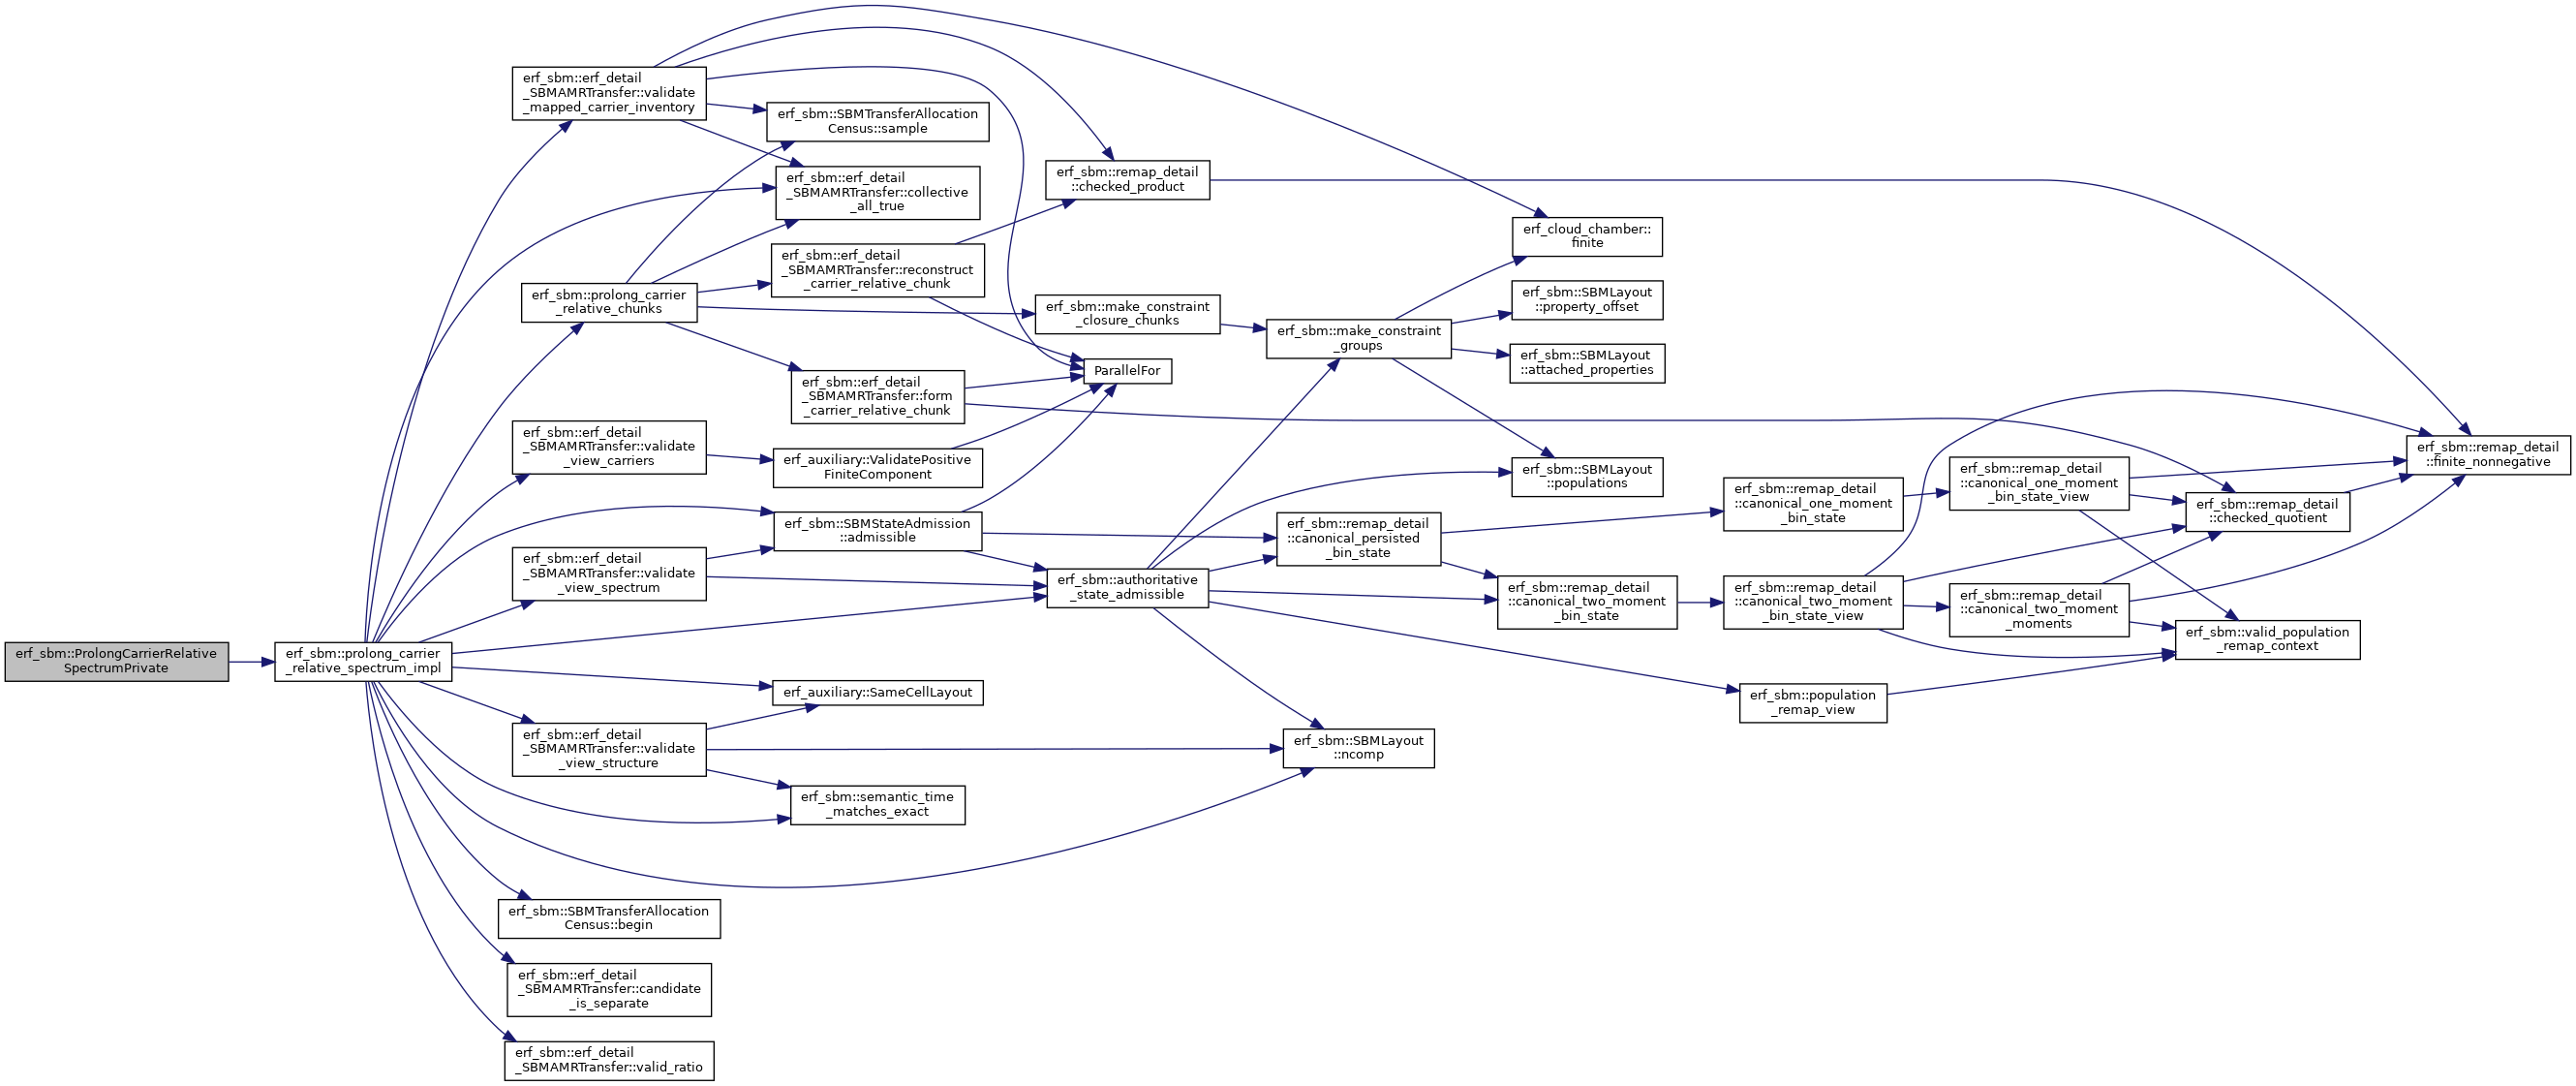 erf_sbm::ProlongCarrierRelative
SpectrumPrivate
erf_sbm::prolong_carrier
_relative_spectrum_impl
erf_sbm::erf_detail
_SBMAMRTransfer::validate
_mapped_carrier_inventory
erf_sbm::prolong_carrier
_relative_chunks
erf_sbm::erf_detail
_SBMAMRTransfer::validate
_view_carriers
erf_sbm::erf_detail
_SBMAMRTransfer::validate
_view_spectrum
erf_sbm::erf_detail
_SBMAMRTransfer::validate
_view_structure
erf_sbm::SBMTransferAllocation
Census::begin
erf_sbm::erf_detail
_SBMAMRTransfer::candidate
_is_separate
erf_sbm::erf_detail
_SBMAMRTransfer::valid_ratio
erf_sbm::SBMTransferAllocation
Census::sample
erf_sbm::erf_detail
_SBMAMRTransfer::collective
_all_true
erf_sbm::erf_detail
_SBMAMRTransfer::reconstruct
_carrier_relative_chunk
erf_sbm::erf_detail
_SBMAMRTransfer::form
_carrier_relative_chunk
erf_auxiliary::ValidatePositive
FiniteComponent
erf_sbm::SBMStateAdmission
::admissible
erf_auxiliary::SameCellLayout
erf_sbm::semantic_time
_matches_exact
erf_sbm::remap_detail
::checked_product
erf_sbm::make_constraint
_closure_chunks
ParallelFor
erf_sbm::authoritative
_state_admissible
erf_sbm::make_constraint
_groups
erf_sbm::remap_detail
::canonical_persisted
_bin_state
erf_sbm::SBMLayout
::ncomp
erf_cloud_chamber::
finite
erf_sbm::SBMLayout
::property_offset
erf_sbm::SBMLayout
::attached_properties
erf_sbm::SBMLayout
::populations
erf_sbm::remap_detail
::canonical_two_moment
_bin_state
erf_sbm::remap_detail
::canonical_one_moment
_bin_state
erf_sbm::remap_detail
::canonical_two_moment
_bin_state_view
erf_sbm::population
_remap_view
erf_sbm::remap_detail
::canonical_one_moment
_bin_state_view
erf_sbm::remap_detail
::canonical_two_moment
_moments
erf_sbm::remap_detail
::checked_quotient
erf_sbm::valid_population
_remap_context
erf_sbm::remap_detail
::finite_nonnegative